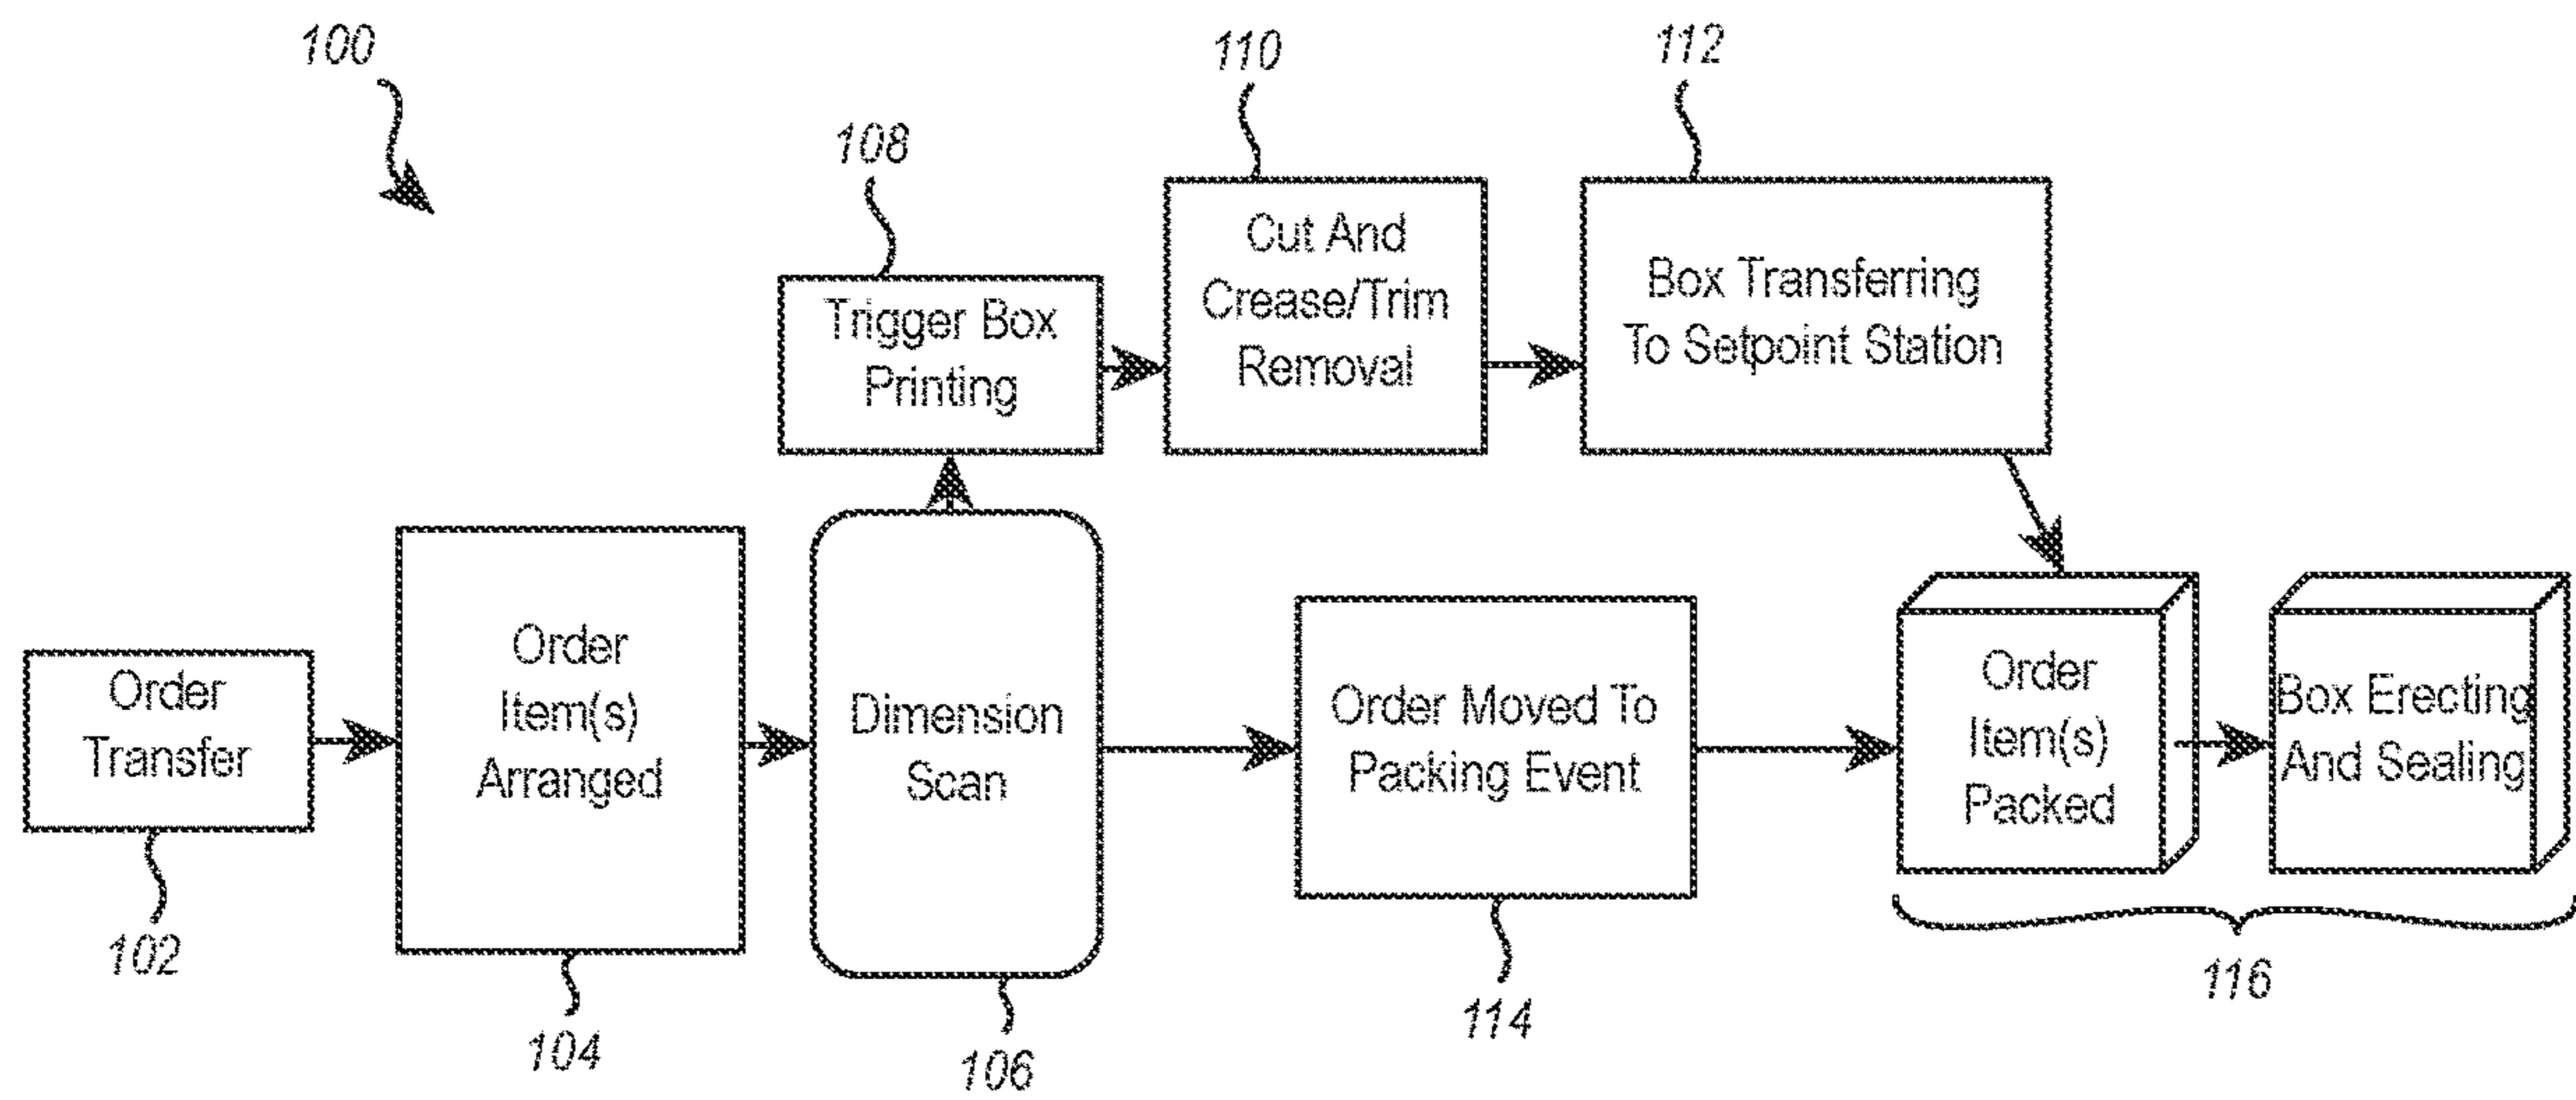 100
110
112
108
Cut And
Crease/Trim
Removal
Box Transferring
To Setpoint Station
Trigger Box
Printing
Order
Transfer
Order
Item(s)
Arranged
Dimension
Scan
Order Moved To
Packing Event
Order
Item(s)
Packed
Box Erecting
And Sealing
102
104
106
114
116